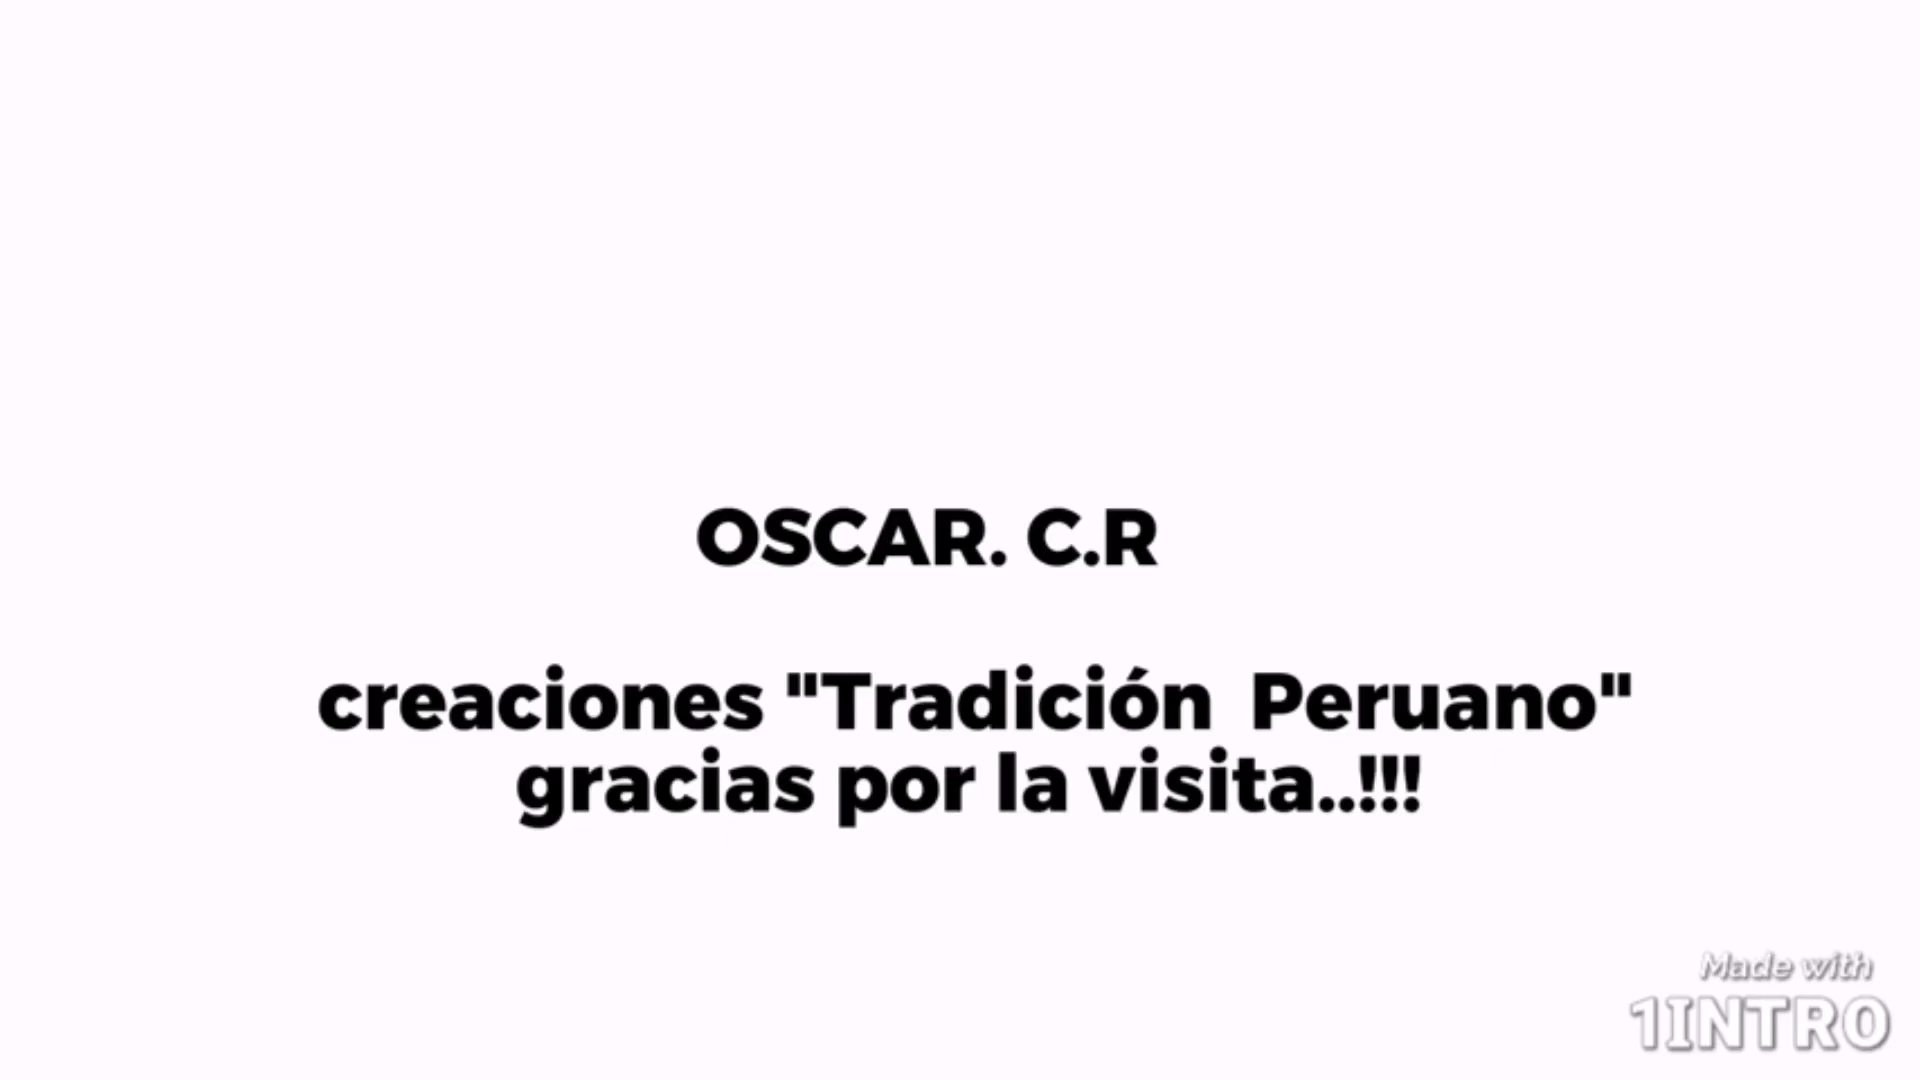 OSCAR. C.R
creaciones "Tradición  Peruano"
gracias por la visita..!!!
Made with
1INTRO